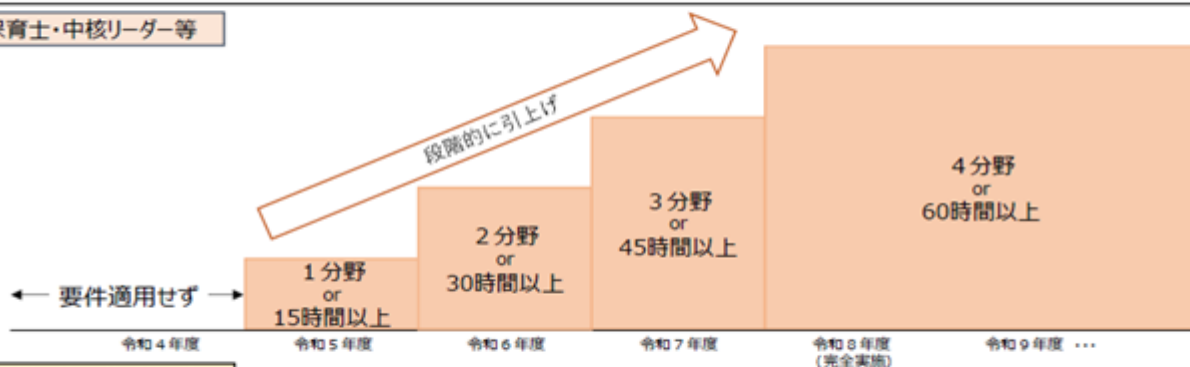 育士・中核リーダー等
段階的に引上げ
4分野
or
60時間以上
3分野
or
45時間以上
2分野
or
30時間以上
1分野
or
15時間以上
← 要件適用せず →
令和4年度 令和5年度 令和6年度 令和7年度 令和8年度 令和9年度 …
(完全実施)